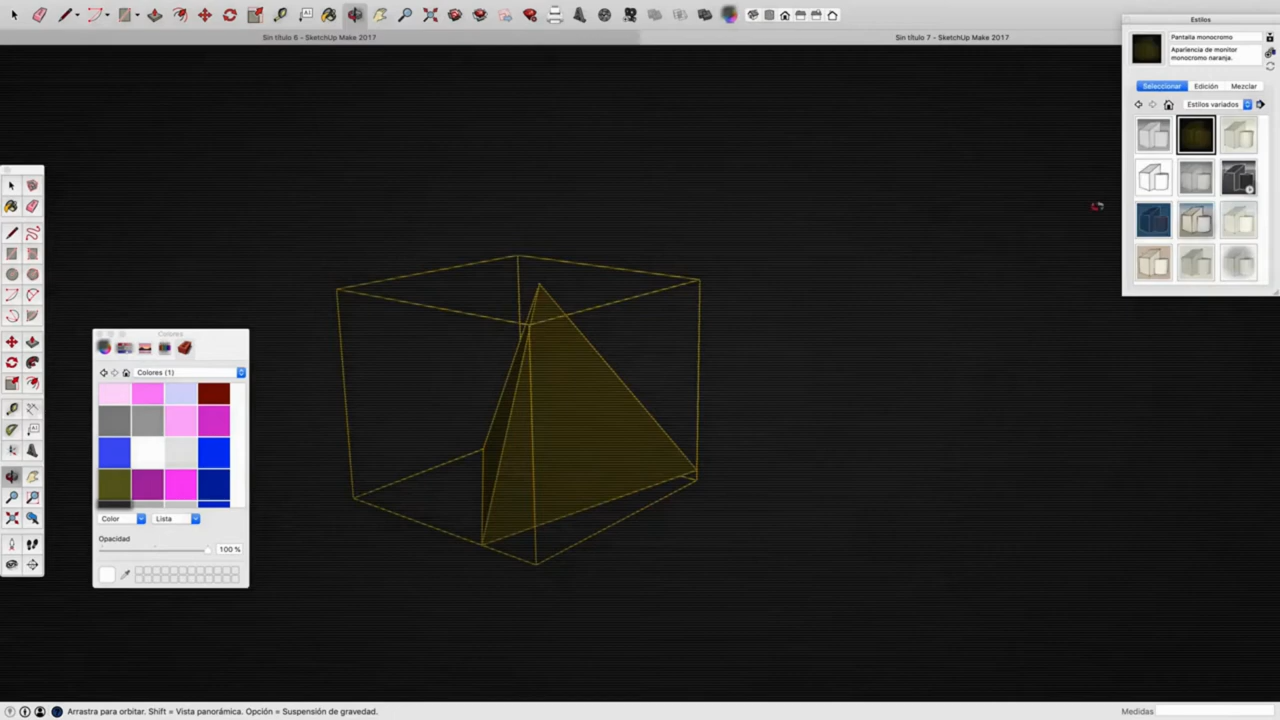 Sin título 6 - SketchUp Make 2017
Sin título 7 - SketchUp Make 2017
Estilos
Pantalla monocromo
Apariencia de monitor
monocromo naranja.
Seleccionar
Edición
Mezclar
Estilos variados
Colores
Colores (1)
Color
Lista
Opacidad
100 %
Arrastra para orbitar. Shift = Vista panorámica. Opción = Suspensión de gravedad.
Medidas